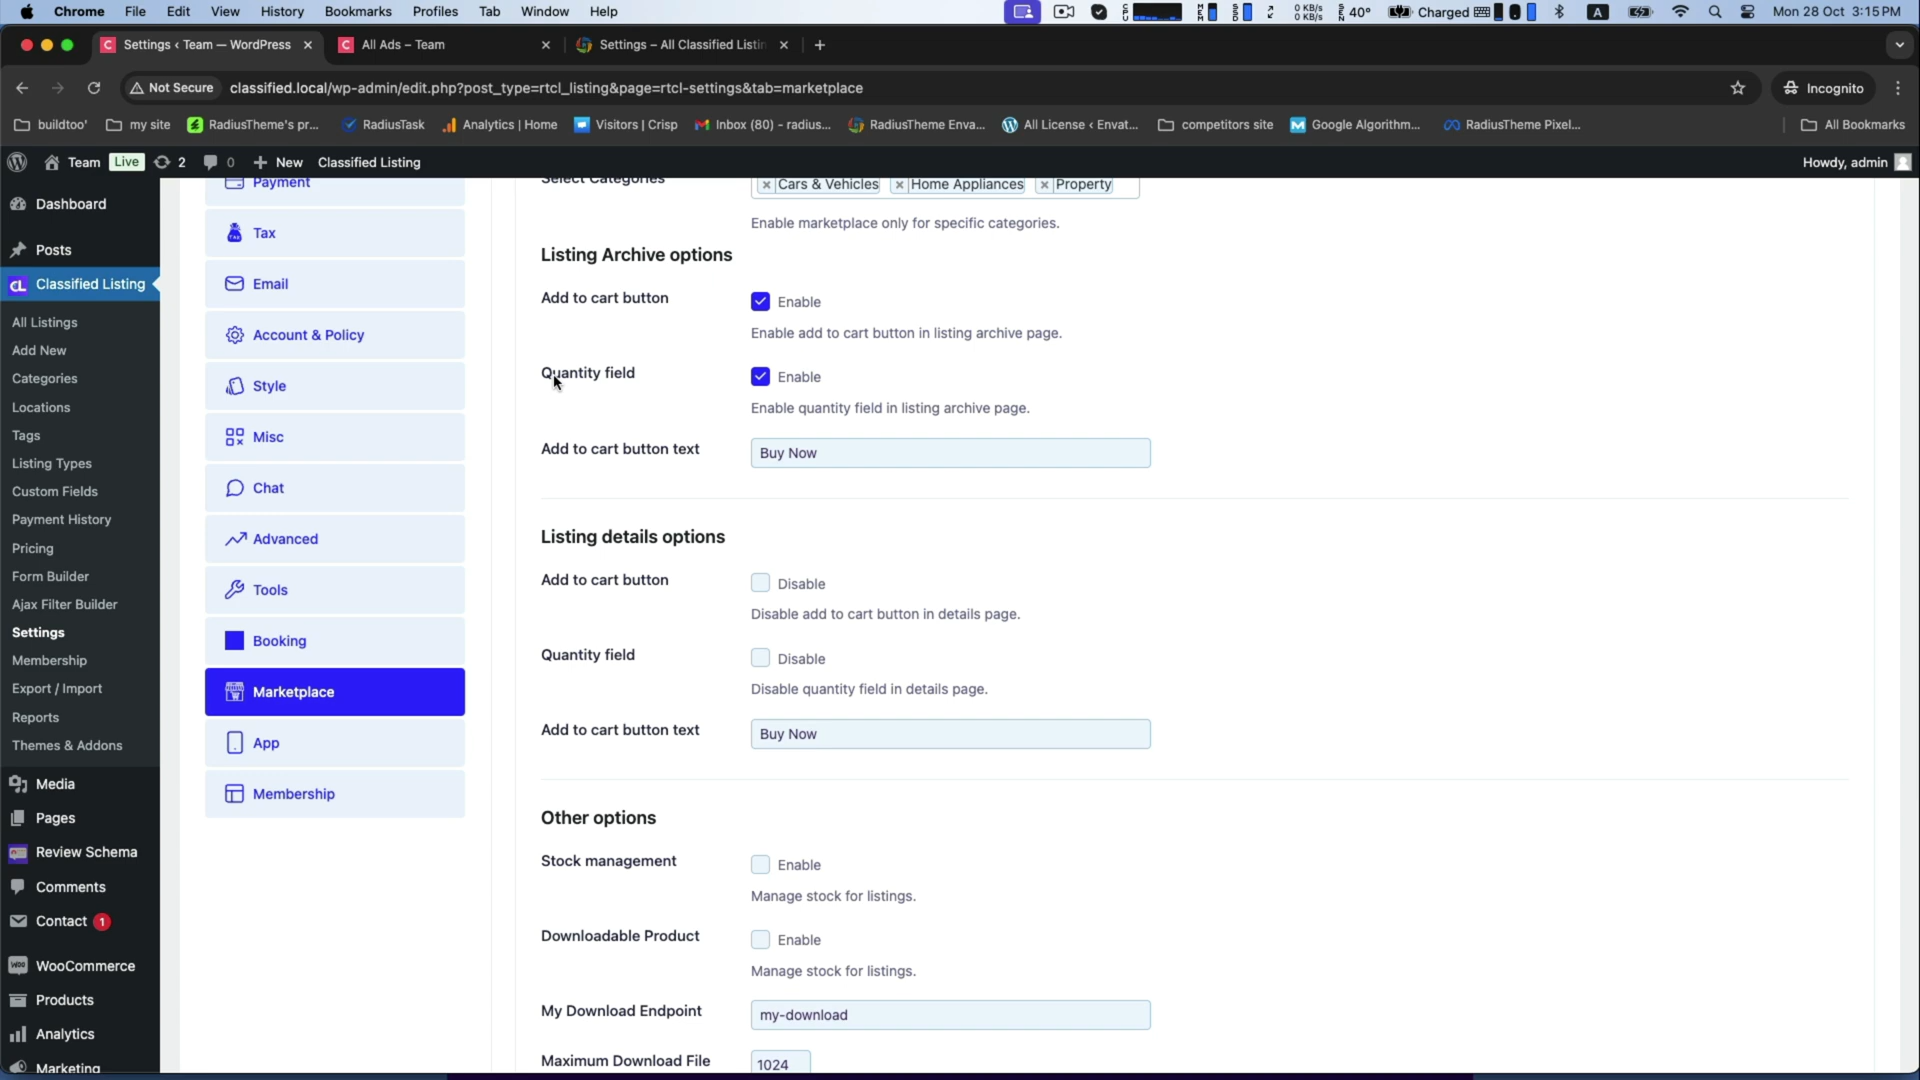 Chrome File Edit View History Bookmarks Profiles Tab Window Help
0 KB/s
0 KB/s
40° Charged A Mon 28 Oct 3:15 PM
Settings ‹ Team — WordPress
All Ads – Team
Settings – All Classified Listin
Not Secure classified.local/wp-admin/edit.php?post_type=rtcl_listing&page=rtcl-settings&tab=marketplace Incognito
buildtoo' my site RadiusTheme's pr... RadiusTask Analytics | Home Visitors | Crisp Inbox (80) - radius... RadiusTheme Enva... All License ‹ Envat... competitors site Google Algorithm... RadiusTheme Pixel... All Bookmarks
Team Live 2 0 New Classified Listing Howdy, admin
Dashboard
Posts
Classified Listing
All Listings
Add New
Categories
Locations
Tags
Listing Types
Custom Fields
Payment History
Pricing
Form Builder
Ajax Filter Builder
Settings
Membership
Export / Import
Reports
Themes & Addons
Media
Pages
Review Schema
Comments
Contact 1
WooCommerce
Products
Analytics
Marketing
Payment
Tax
Email
Account & Policy
Style
Misc
Chat
Advanced
Tools
Booking
Marketplace
App
Membership
Select Categories
× Cars & Vehicles × Home Appliances × Property
Enable marketplace only for specific categories.
Listing Archive options
Add to cart button
Enable
Enable add to cart button in listing archive page.
Quantity field
Enable
Enable quantity field in listing archive page.
Add to cart button text
Buy Now
Listing details options
Add to cart button
Disable
Disable add to cart button in details page.
Quantity field
Disable
Disable quantity field in details page.
Add to cart button text
Buy Now
Other options
Stock management
Enable
Manage stock for listings.
Downloadable Product
Enable
Manage stock for listings.
My Download Endpoint
my-download
Maximum Download File
1024